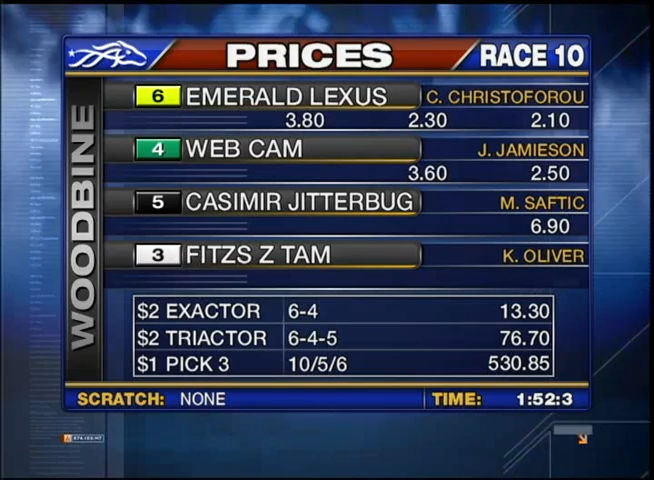 PRICES
RACE 10
WOODBINE
6 EMERALD LEXUS C. CHRISTOFOROU
3.80 2.30 2.10
4 WEB CAM J. JAMIESON
3.60 2.50
5 CASIMIR JITTERBUG M. SAFTIC
6.90
3 FITZS Z TAM K. OLIVER
$2 EXACTOR 6-4 13.30
$2 TRIACTOR 6-4-5 76.70
$1 PICK 3 10/5/6 530.85
SCRATCH: NONE TIME: 1:52:3